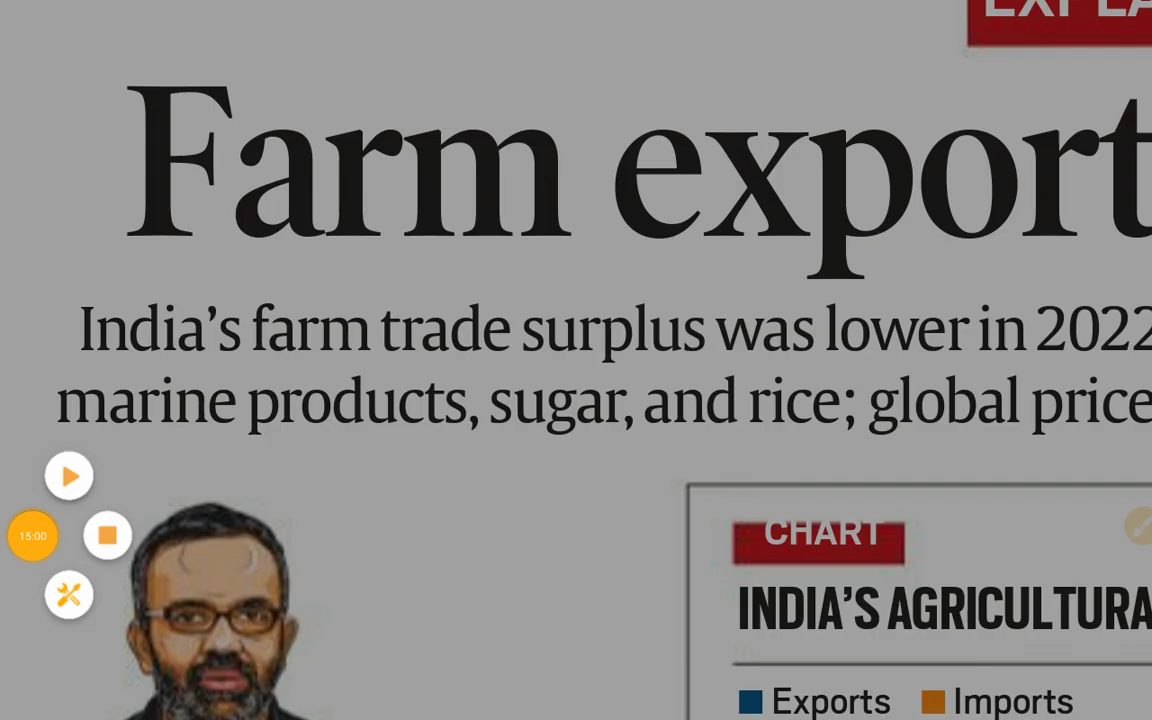 Farm export
India's farm trade surplus was lower in 2022
marine products, sugar, and rice; global price
15:00
CHART
INDIA'S AGRICULTURA
Exports Imports